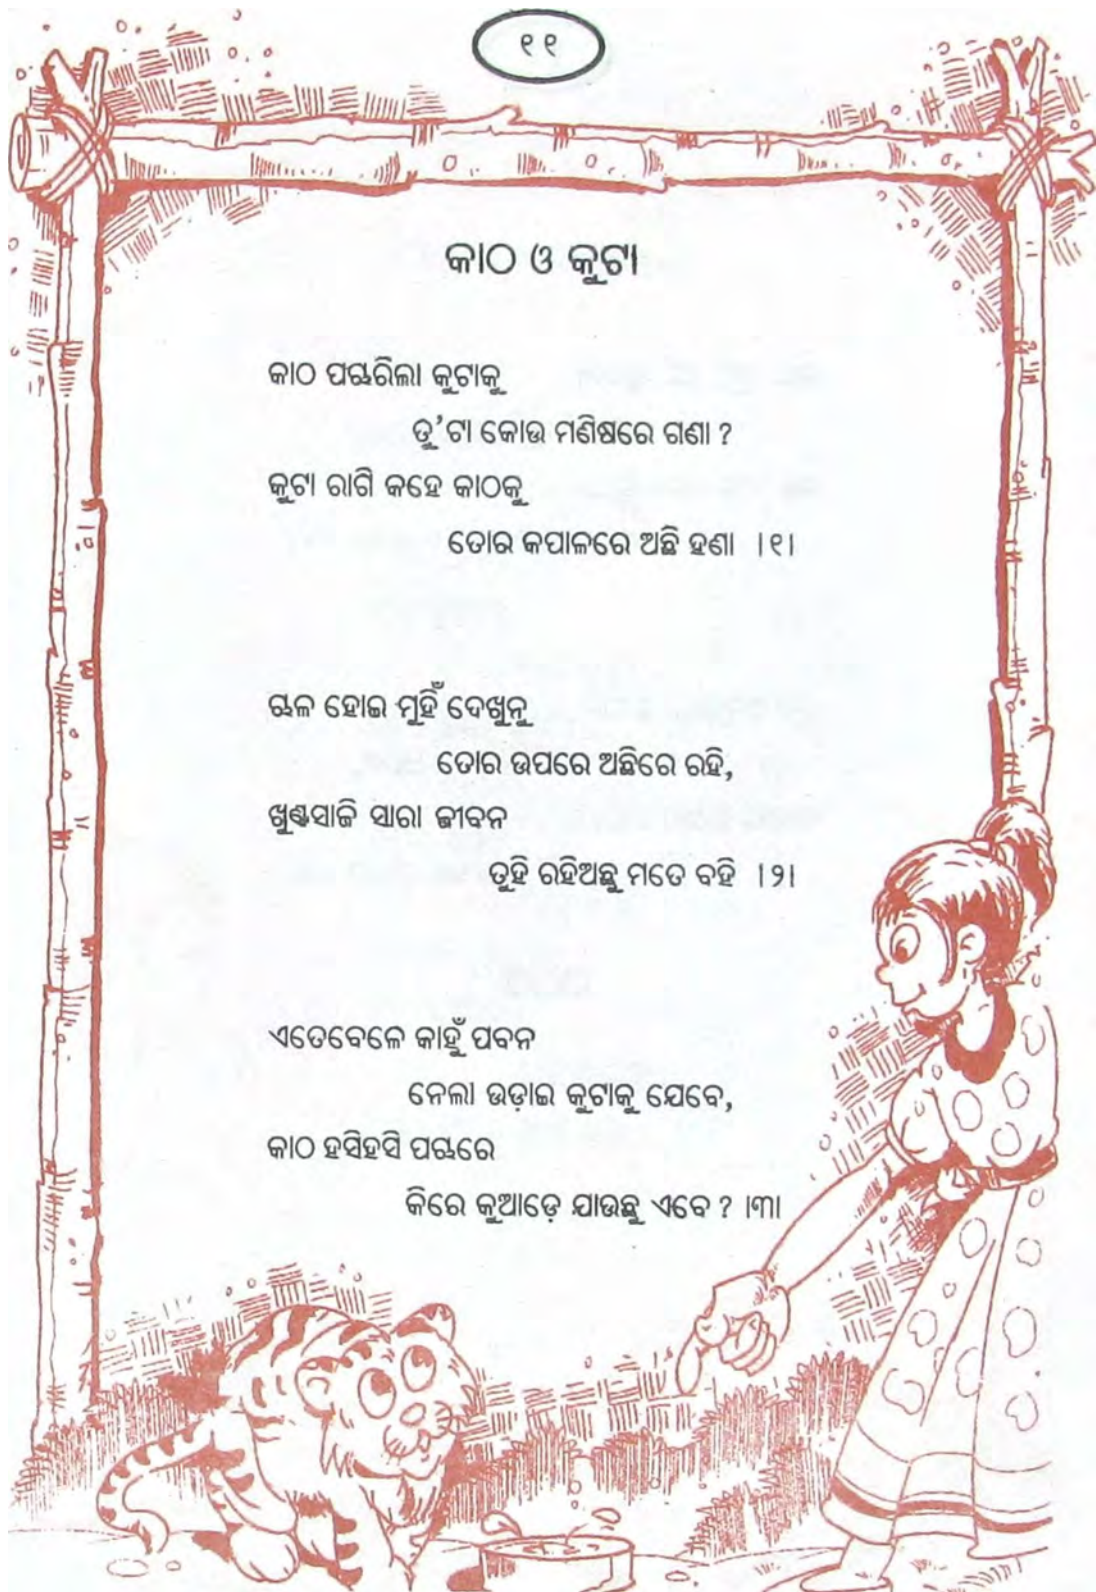 ୧୧
କାଠ ଓ କୁଟା
କାଠ ପଚ୍ଚାରିଲା କୁଟାକୁ
ତୁ'ଟା କୋଉ ମଣିଷରେ ଗଣା ?
କୁଟା ରାଗି କହେ କାଠକୁ
ତୋର କପାଳରେ ଅଛି ହଣା ।୧।
ଚାଳ ହୋଇ ମୁହିଁ ଦେଖୁନୁ
ତୋର ଉପରେ ଅଛିରେ ରହି,
ଖୁଣ୍ଟସାଜି ସାରା ଜୀବନ
ତୁହି ରହିଅଛୁ ମତେ ବହି ।୨।
ଏତେବେଳେ କାହୁଁ ପବନ
ନେଲା ଉଡ଼ାଇ କୁଟାକୁ ଯେବେ,
କାଠ ହସିହସି ପଚାରେ
କିରେ କୁଆଡ଼େ ଯାଉଛୁ ଏବେ ? ।୩।